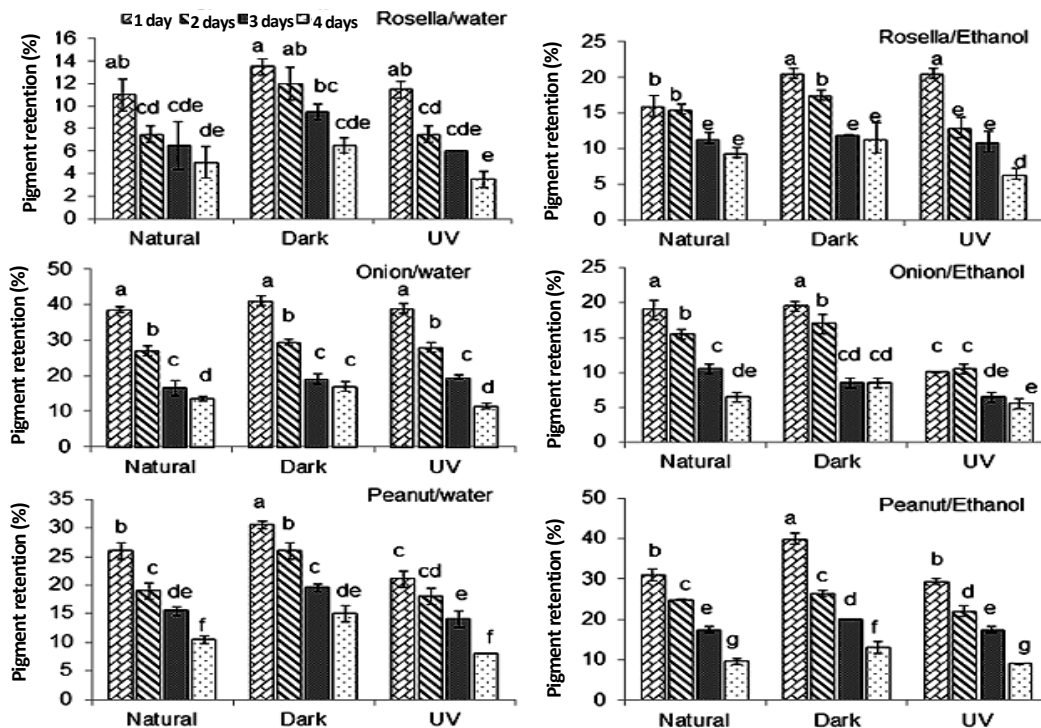 1 day 2 days 3 days 4 days Rosella/water
Pigment retention (%)
16
14
12
10
8
6
4
2
0
ab cd cde de a ab bc cde ab cd cde e
Natural Dark UV
Rosella/Ethanol
Pigment retention (%)
25
20
15
10
5
0
b b e e a b e e a e e d
Natural Dark UV
Onion/water
Pigment retention (%)
50
40
30
20
10
0
a b c d a b c c a b c d
Natural Dark UV
Onion/Ethanol
Pigment retention (%)
25
20
15
10
5
0
a b c de a b cd cd c c de e
Natural Dark UV
Peanut/water
Pigment retention (%)
35
30
25
20
15
10
5
0
b c de f a b c de c cd e f
Natural Dark UV
Peanut/Ethanol
Pigment retention (%)
50
40
30
20
10
0
b c e g a c d f b d e g
Natural Dark UV